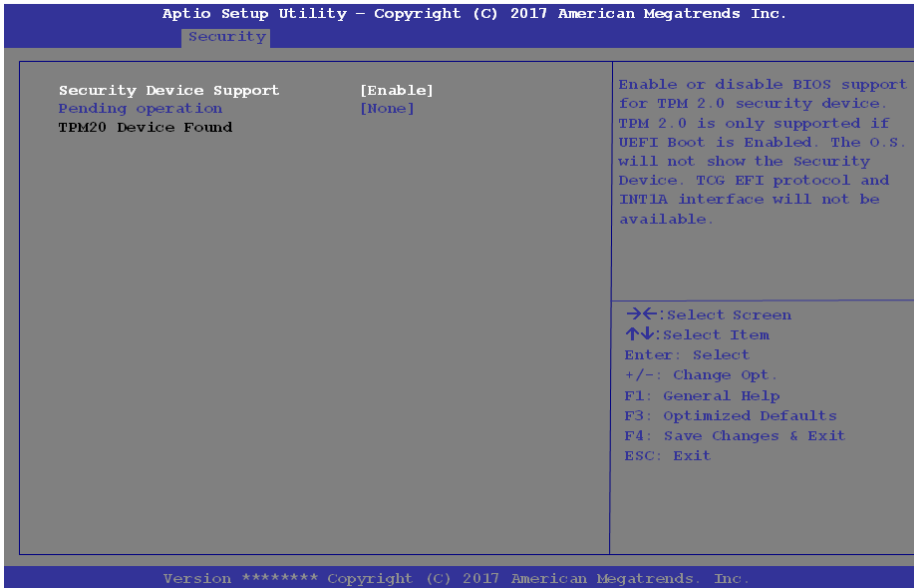 Aptio Setup Utility – Copyright (C) 2017 American Megatrends Inc.
Security
Security Device Support [Enable]
Pending operation [None]
TPM20 Device Found
Enable or disable BIOS support
for TPM 2.0 security device.
TPM 2.0 is only supported if
UEFI Boot is Enabled. The O.S.
will not show the Security
Device. TCG EFI protocol and
INT1A interface will not be
available.
→←:Select Screen
↑↓:Select Item
Enter: Select
+/-: Change Opt.
F1: General Help
F3: Optimized Defaults
F4: Save Changes & Exit
ESC: Exit
Version ******** Copyright (C) 2017 American Megatrends. Inc.